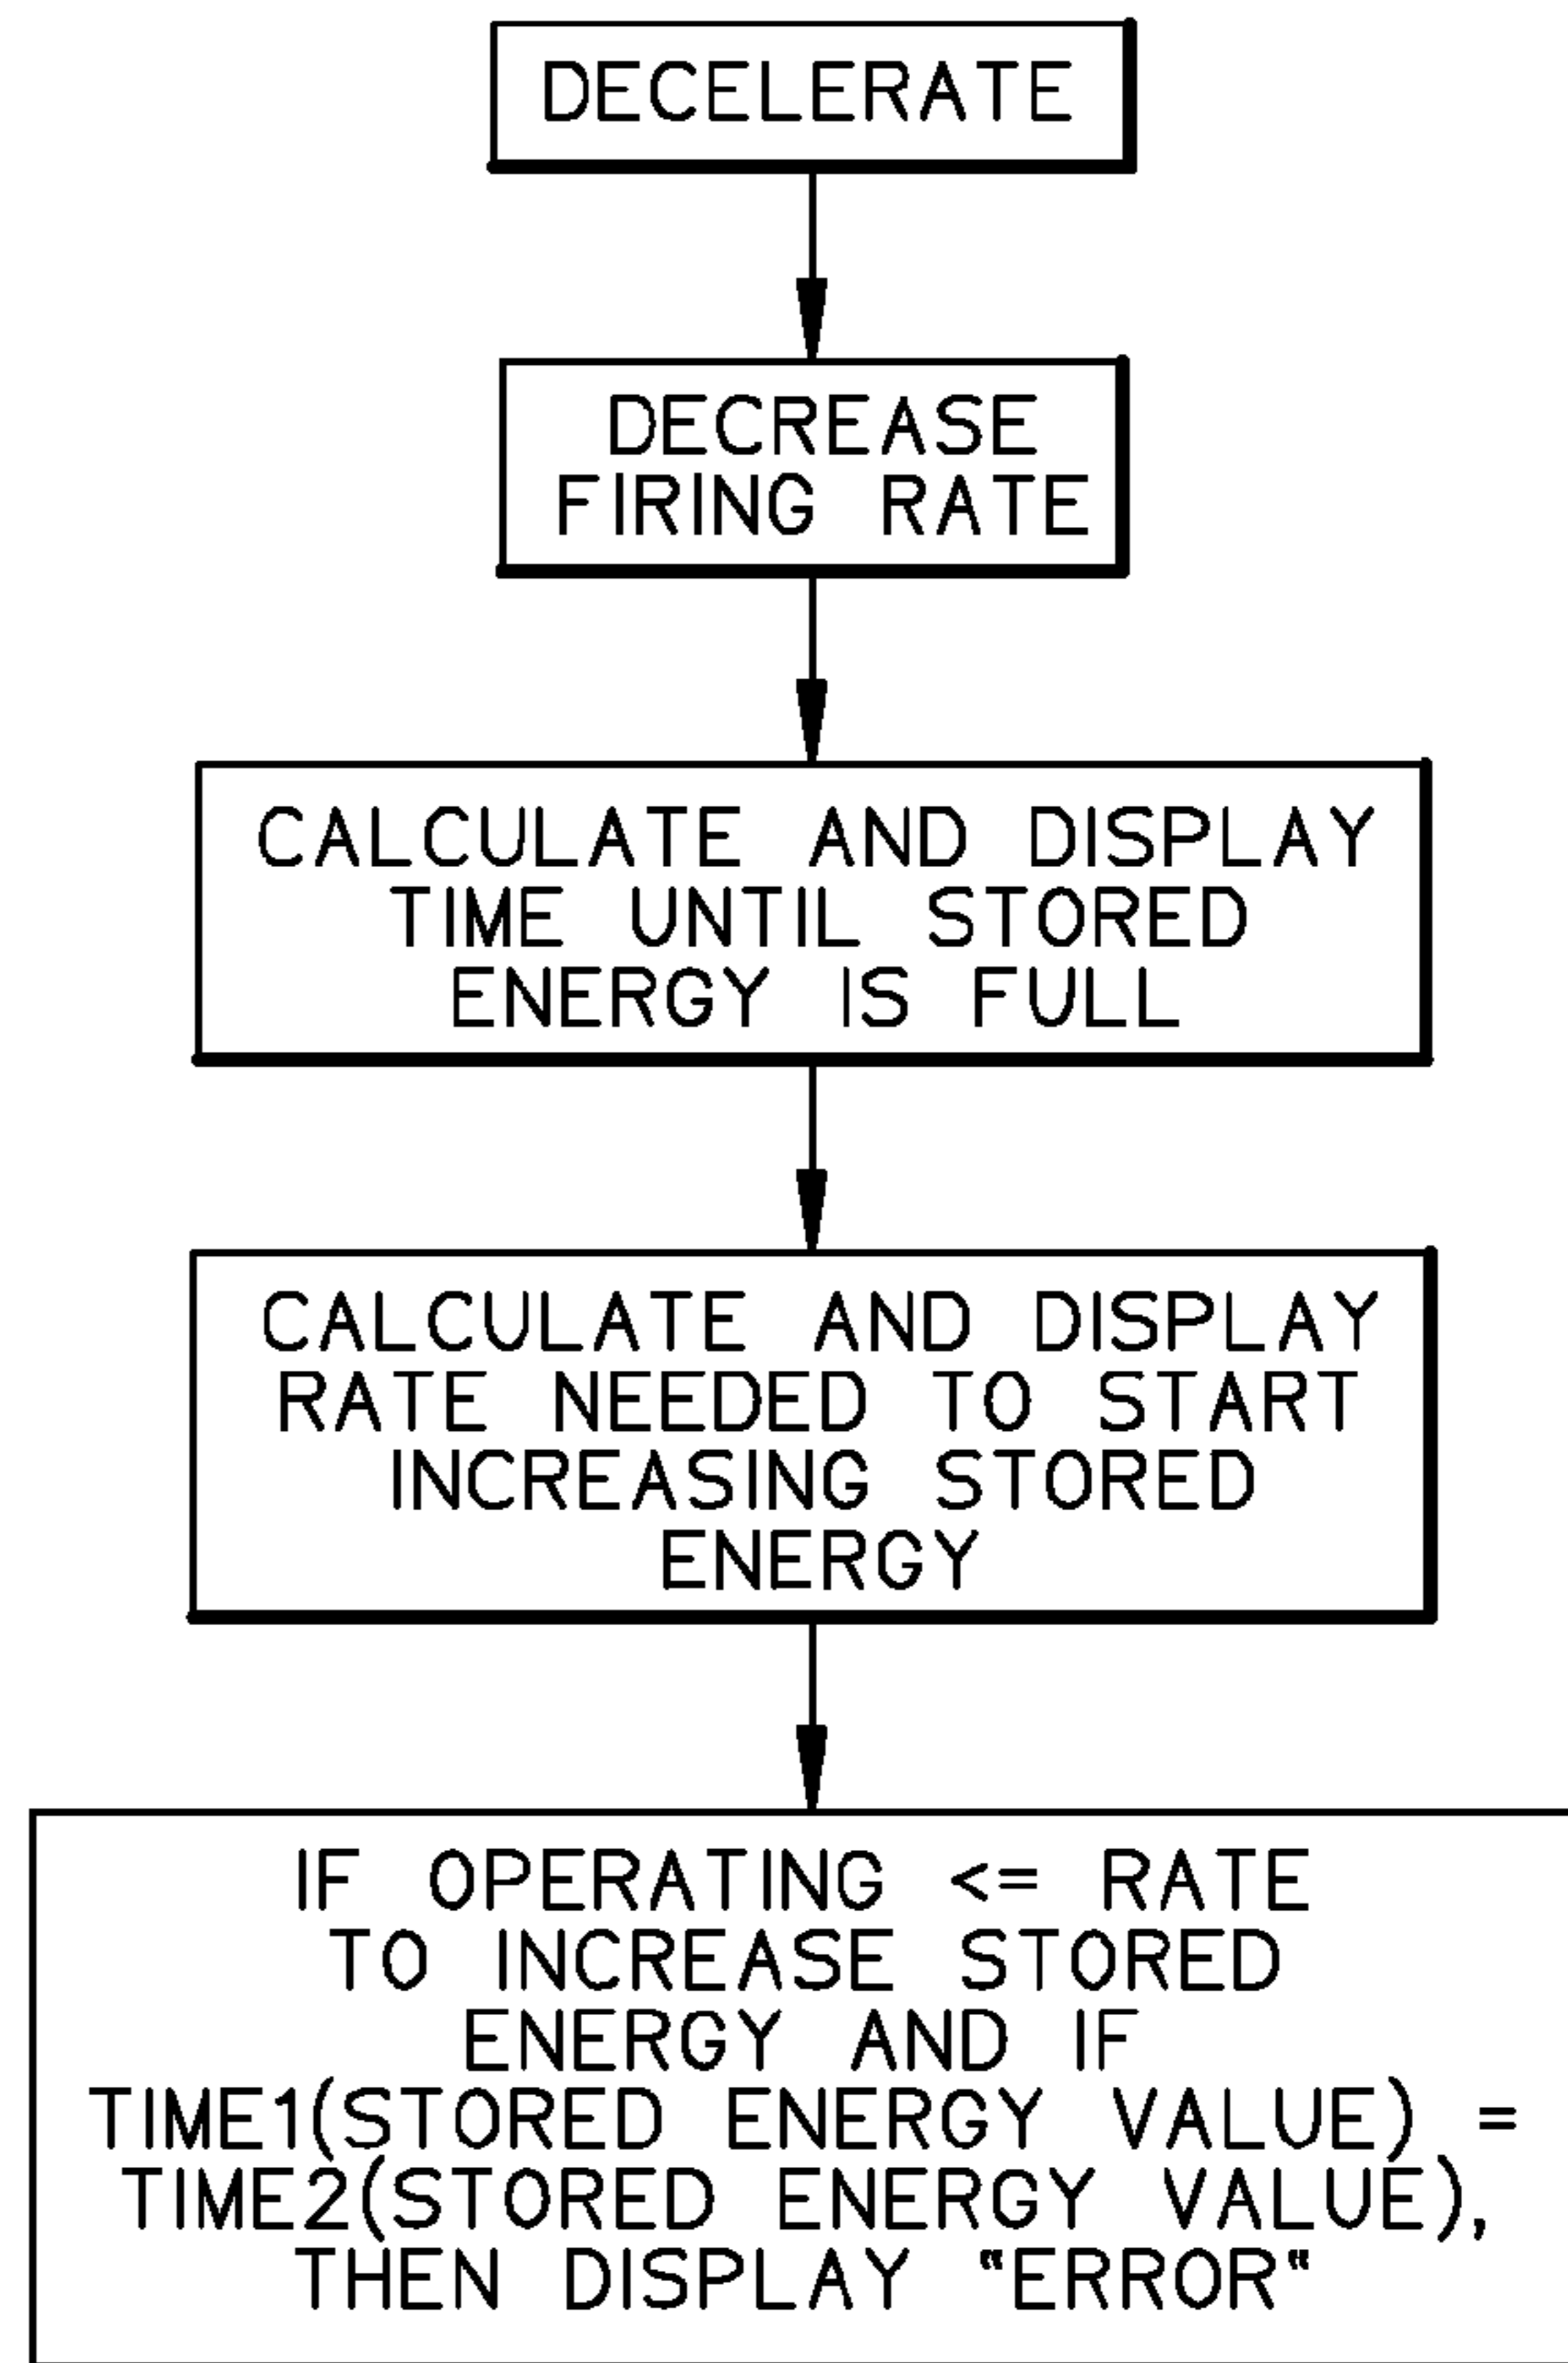 DECELERATE
DECREASE
FIRING RATE
CALCULATE AND DISPLAY
TIME UNTIL STORED
ENERGY IS FULL
CALCULATE AND DISPLAY
RATE NEEDED TO START
INCREASING STORED
ENERGY
IF OPERATING <= RATE
TO INCREASE STORED
ENERGY AND IF
TIME1(STORED ENERGY VALUE) =
TIME2(STORED ENERGY VALUE),
THEN DISPLAY "ERROR"